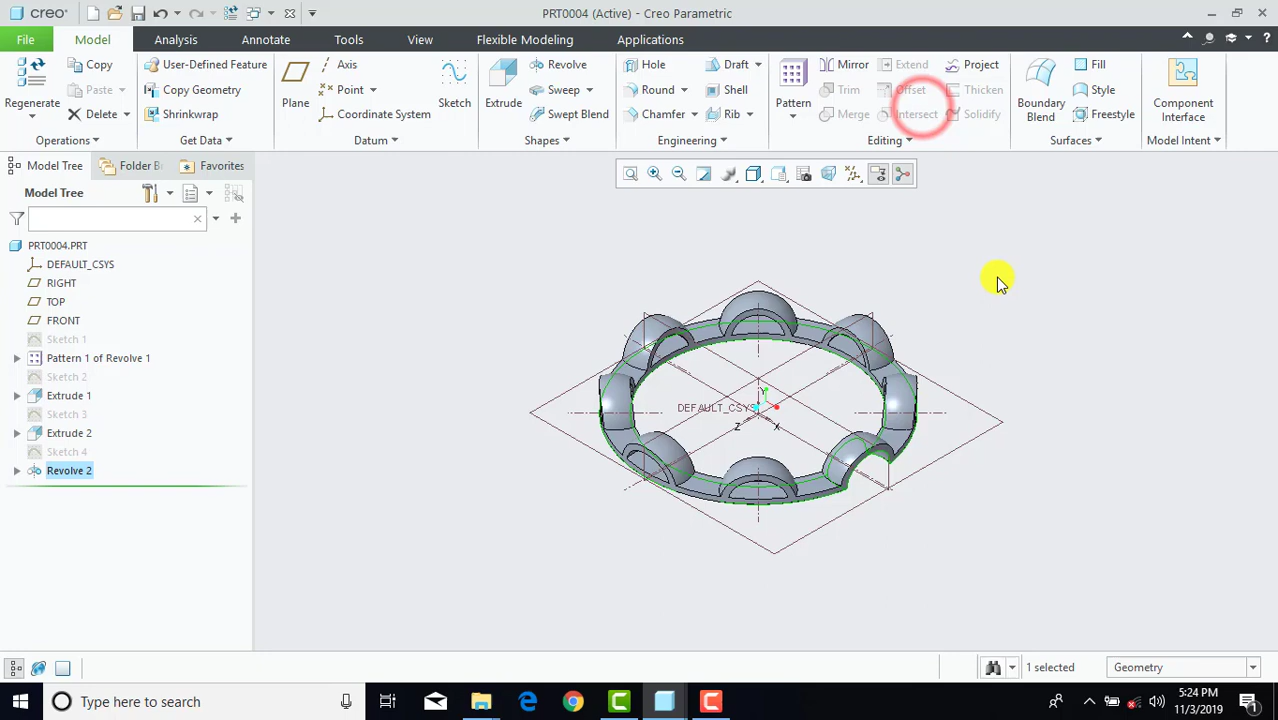 creo PRT0004 (Active) - Creo Parametric
File Model Analysis Annotate Tools View Flexible Modeling Applications
Regenerate
Operations
Copy
Paste
Delete
User-Defined Feature
Copy Geometry
Shrinkwrap
Get Data
Plane
Axis
Point
Coordinate System
Sketch
Datum
Extrude
Revolve
Sweep
Swept Blend
Shapes
Hole
Round
Chamfer
Draft
Shell
Rib
Engineering
Pattern
Mirror
Trim
Merge
Extend
Offset
Intersect
Project
Thicken
Solidify
Editing
Boundary
Blend
Fill
Style
Freestyle
Surfaces
Component
Interface
Model Intent
Model Tree Folder B Favorites
Model Tree
PRT0004.PRT
DEFAULT_CSYS
RIGHT
TOP
FRONT
Sketch 1
Pattern 1 of Revolve 1
Sketch 2
Extrude 1
Sketch 3
Extrude 2
Sketch 4
Revolve 2
Y
DEFAULT_CSYS
Z X
1 selected Geometry
Type here to search
5:24 PM
11/3/2019
1